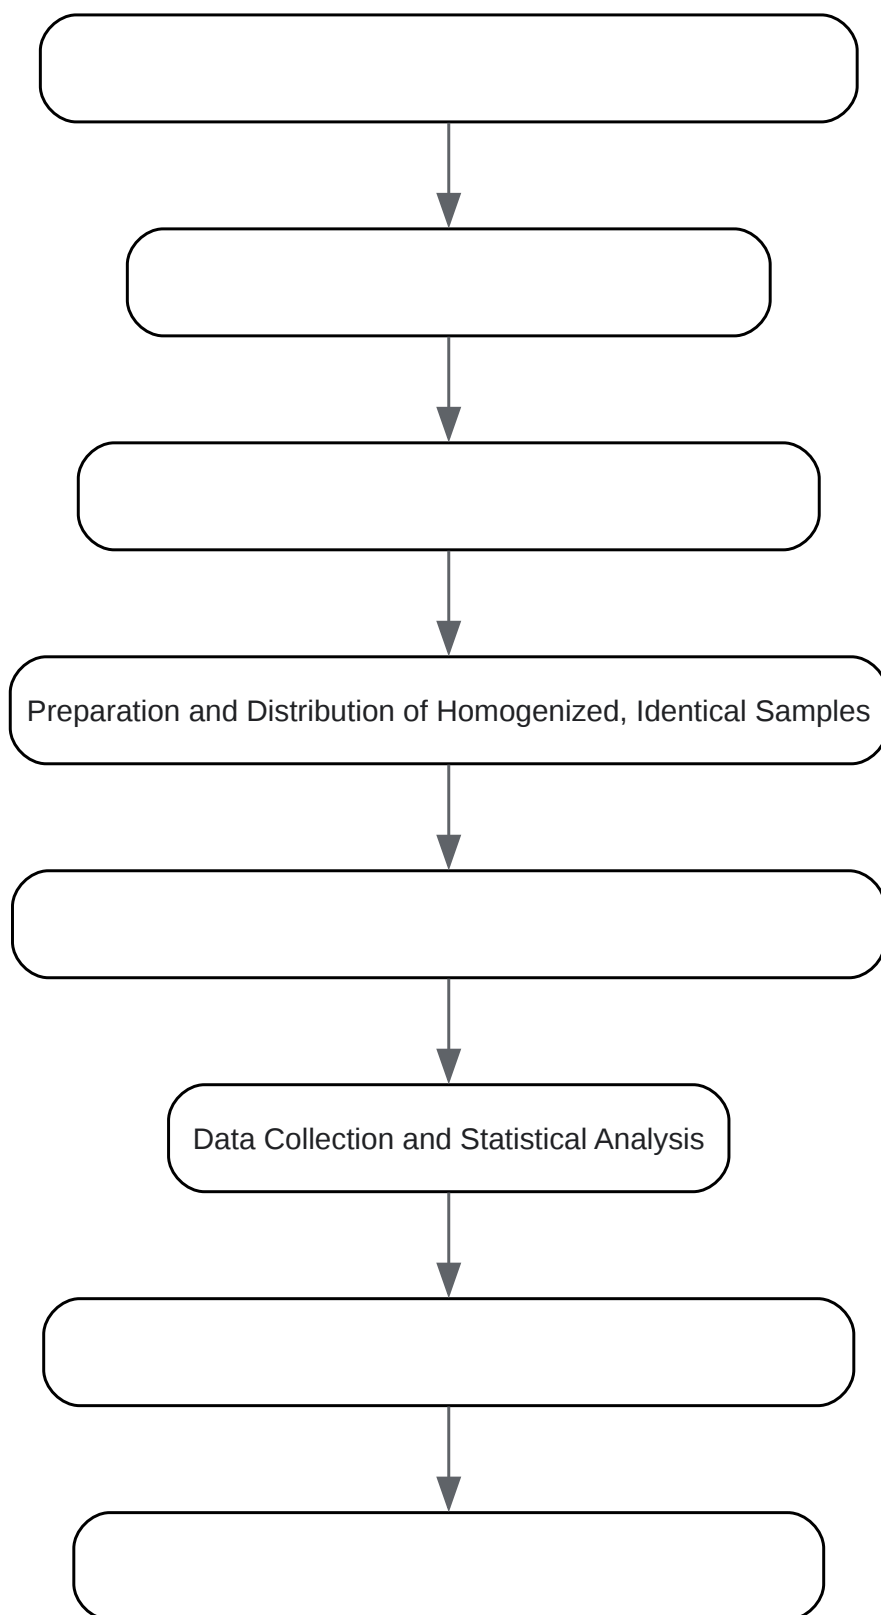 Preparation and Distribution of Homogenized, Identical Samples
Data Collection and Statistical Analysis